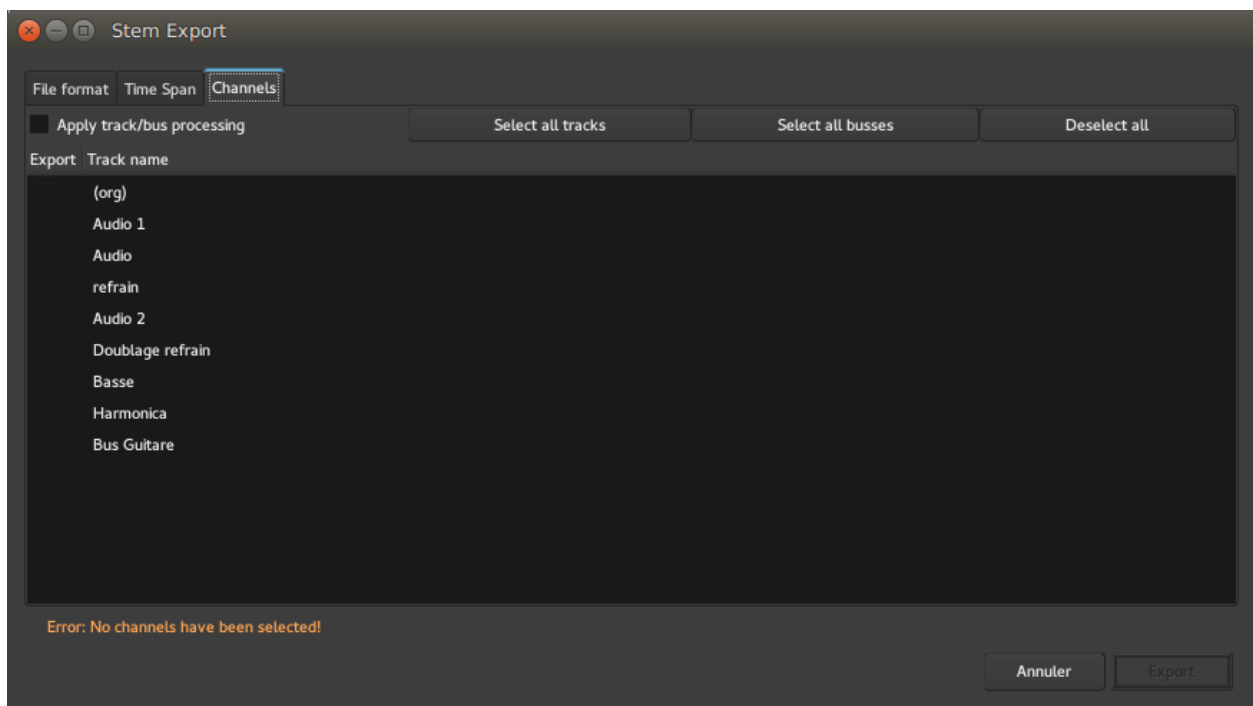 Stem Export
File format Time Span Channels
Apply track/bus processing Select all tracks Select all busses Deselect all
Export Track name
(org)
Audio 1
Audio
refrain
Audio 2
Doublage refrain
Basse
Harmonica
Bus Guitare
Error: No channels have been selected!
Annuler Export